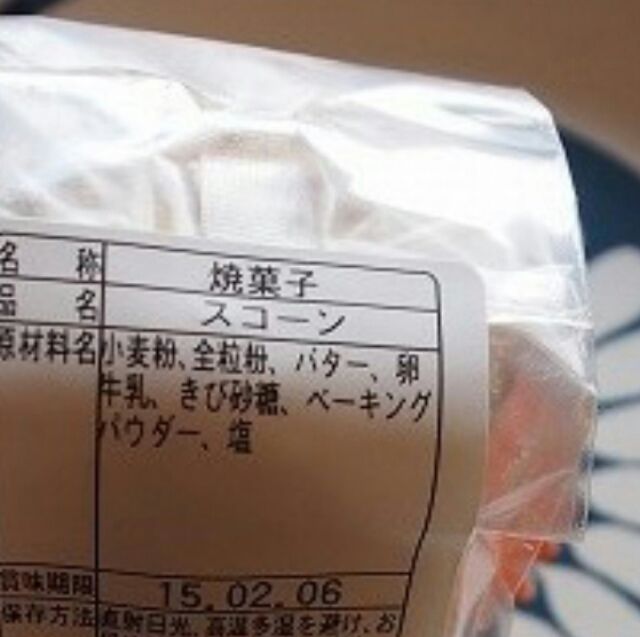 名 称 焼菓子
品 名 スコーン
原材料名 小麦粉、全粒粉、バター、卵
牛乳、きび砂糖、ベーキング
パウダー、塩
賞味期限 15.02.06
保存方法 直射日光、高温多湿を避け、お